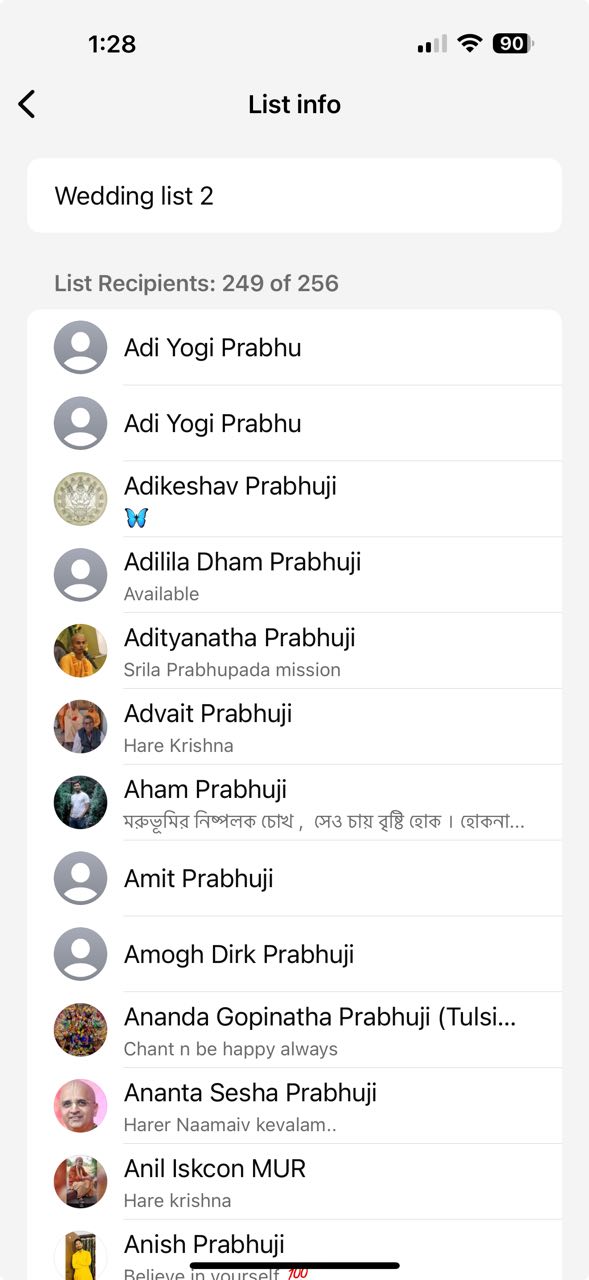 1:28
90
List info
Wedding list 2
List Recipients: 249 of 256
Adi Yogi Prabhu
Adi Yogi Prabhu
Adikeshav Prabhuji
🦋
Adilila Dham Prabhuji
Available
Adityanatha Prabhuji
Srila Prabhupada mission
Advait Prabhuji
Hare Krishna
Aham Prabhuji
মরুভূমির নিষ্পলক চোখ , সেও চায় বৃষ্টি হোক । হোকনা...
Amit Prabhuji
Amogh Dirk Prabhuji
Ananda Gopinatha Prabhuji (Tulsi...
Chant n be happy always
Ananta Sesha Prabhuji
Harer Naamaiv kevalam..
Anil Iskcon MUR
Hare krishna
Anish Prabhuji
Believe in yourself 💯